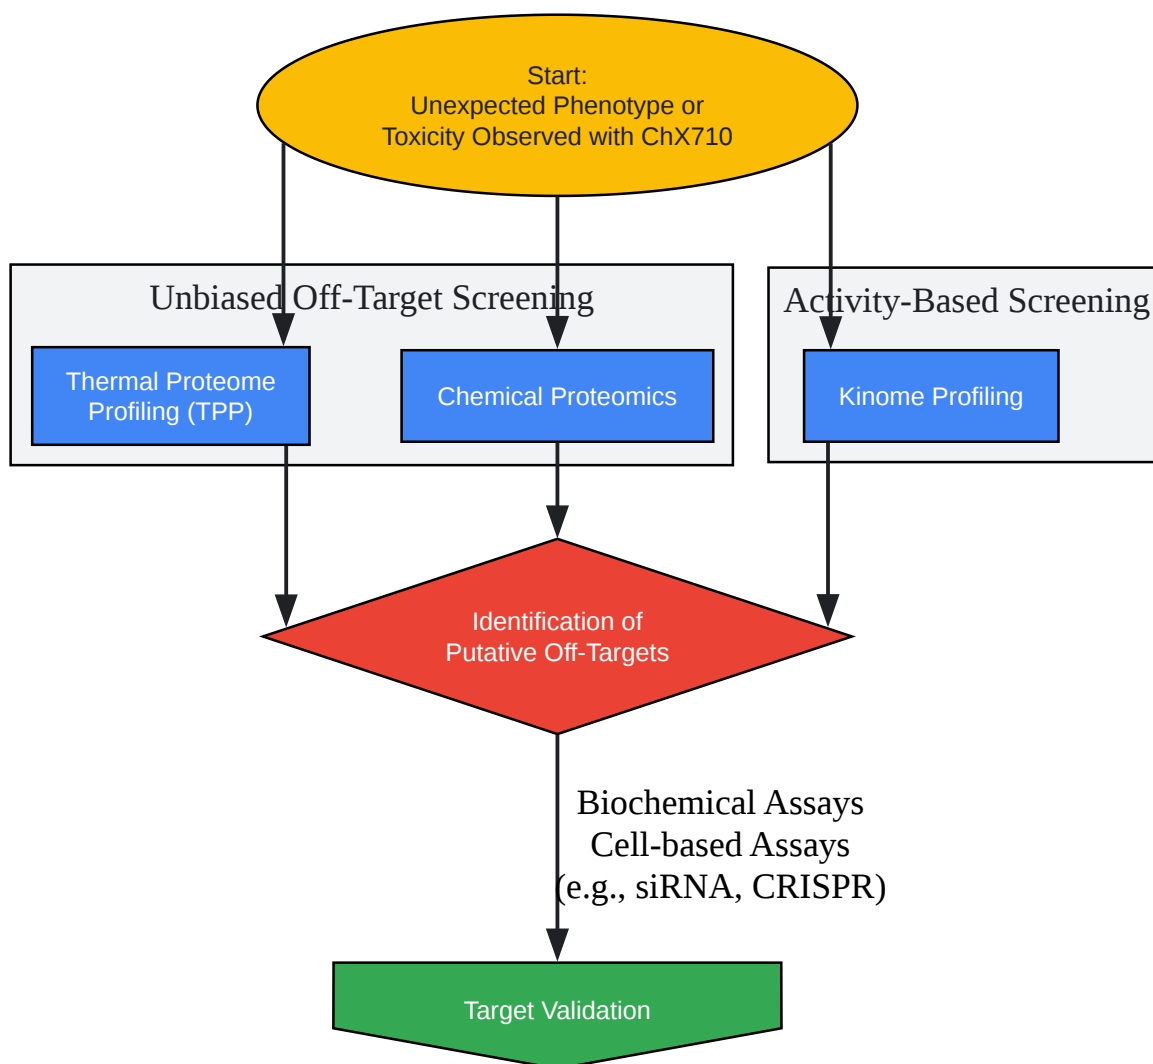 Start:
Unexpected Phenotype or
Toxicity Observed with ChX710
Unbiased Off-Target Screening
Activity-Based Screening
Thermal Proteome
Profiling (TPP)
Chemical Proteomics
Kinome Profiling
Identification of
Putative Off-Targets
Biochemical Assays
Cell-based Assays
(e.g., siRNA, CRISPR)
Target Validation